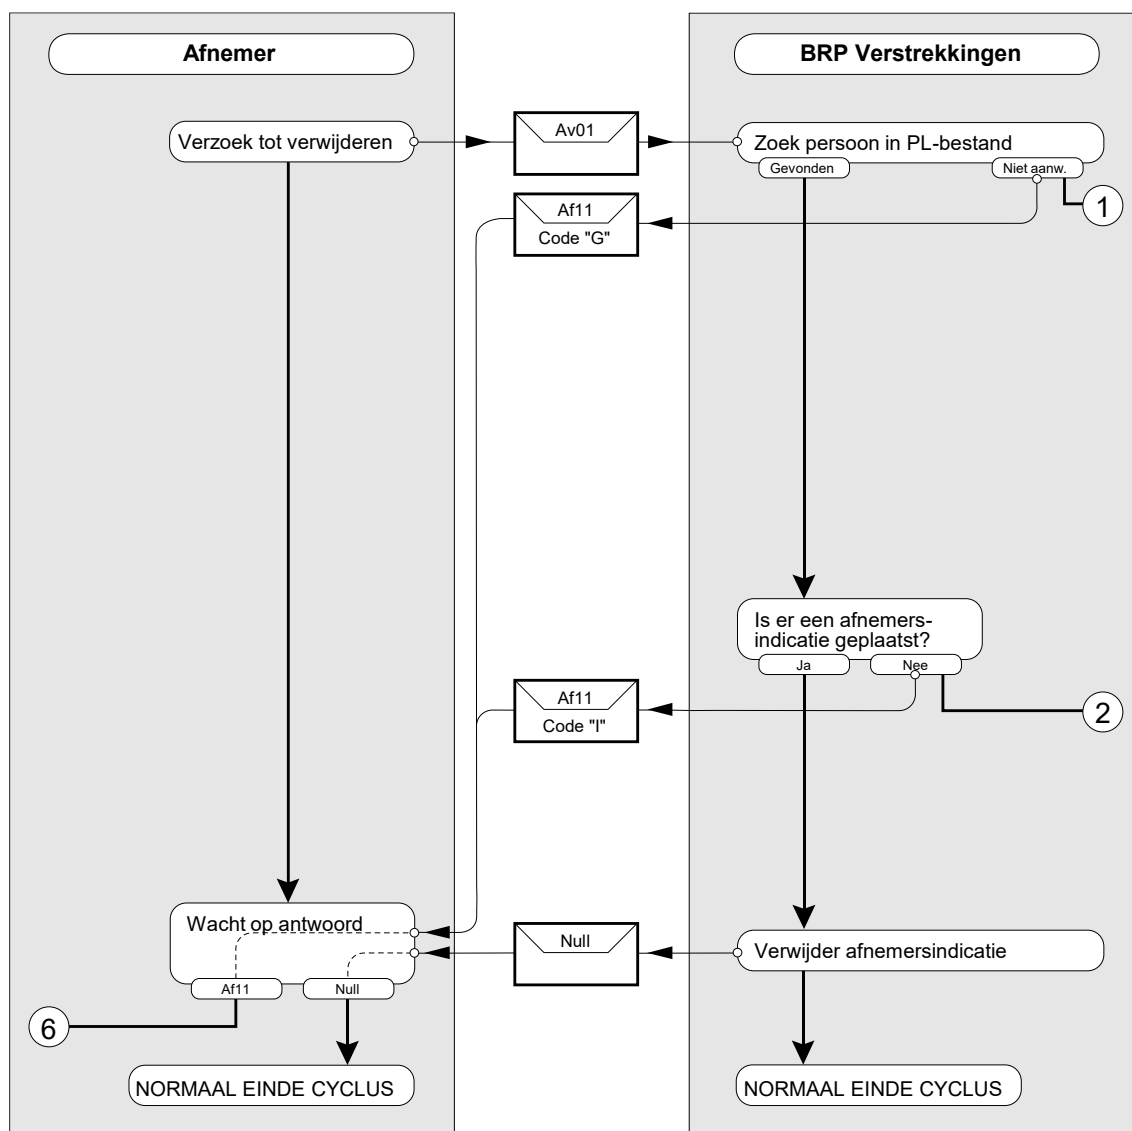 Afnemer
BRP Verstrekkingen
Verzoek tot verwijderen
Av01
Zoek persoon in PL-bestand
Gevonden
Niet aanw.
1
Af11
Code "G"
Is er een afnemers-
indicatie geplaatst?
Ja
Nee
2
Af11
Code "I"
Wacht op antwoord
Af11
Null
6
Null
Verwijder afnemersindicatie
NORMAAL EINDE CYCLUS
NORMAAL EINDE CYCLUS